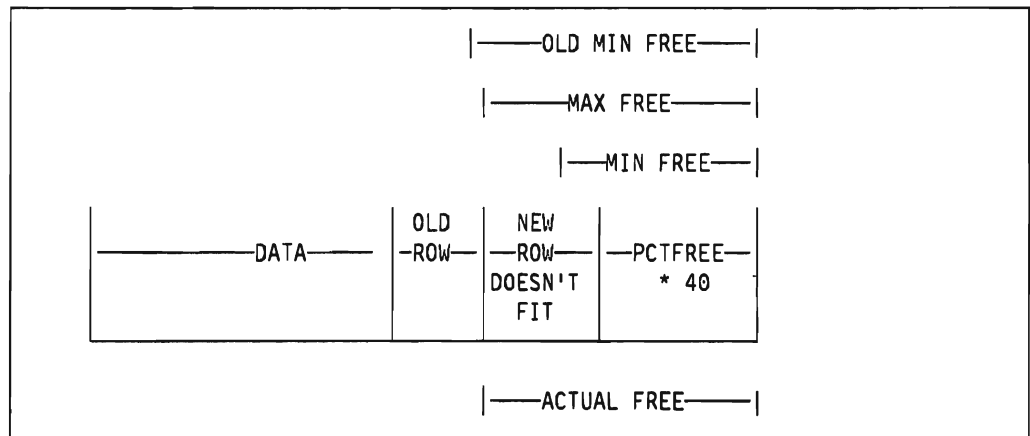 |———OLD MIN FREE———|
|———MAX FREE———|
|——MIN FREE——|
OLD NEW
———DATA——— —ROW— —ROW— —PCTFREE—
DOESN'T * 40
FIT
|——ACTUAL FREE——|